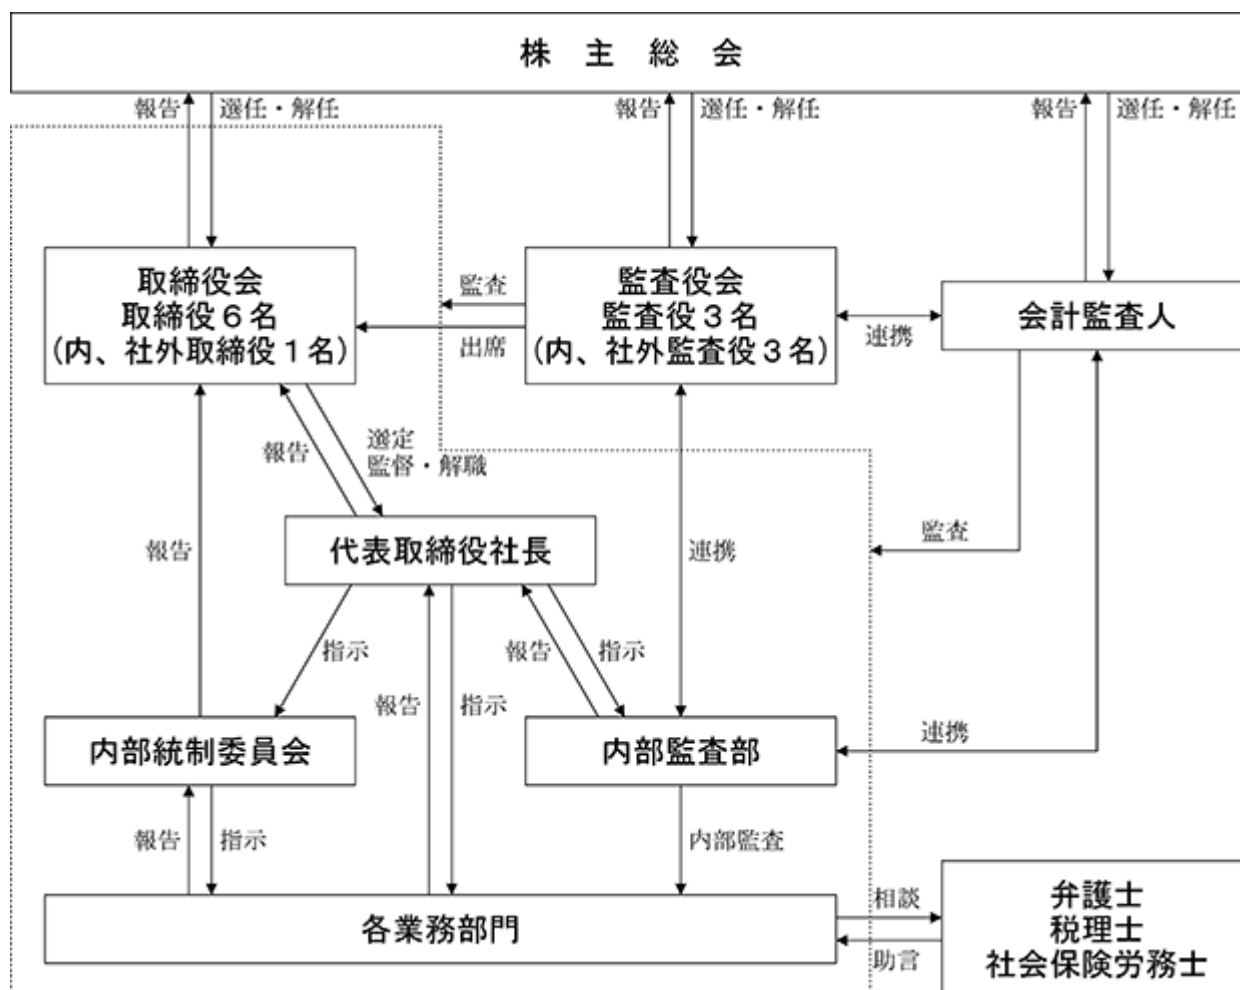 株主総会
報告
選任・解任
報告
選任・解任
報告
選任・解任
取締役会
取締役6名
(内、社外取締役1名)
監査
出席
監査役会
監査役3名
(内、社外監査役3名)
連携
会計監査人
報告
選定
監督・解職
報告
代表取締役社長
連携
監査
指示
報告
指示
報告
指示
内部統制委員会
内部監査部
連携
報告
指示
内部監査
各業務部門
相談
助言
弁護士
税理士
社会保険労務士